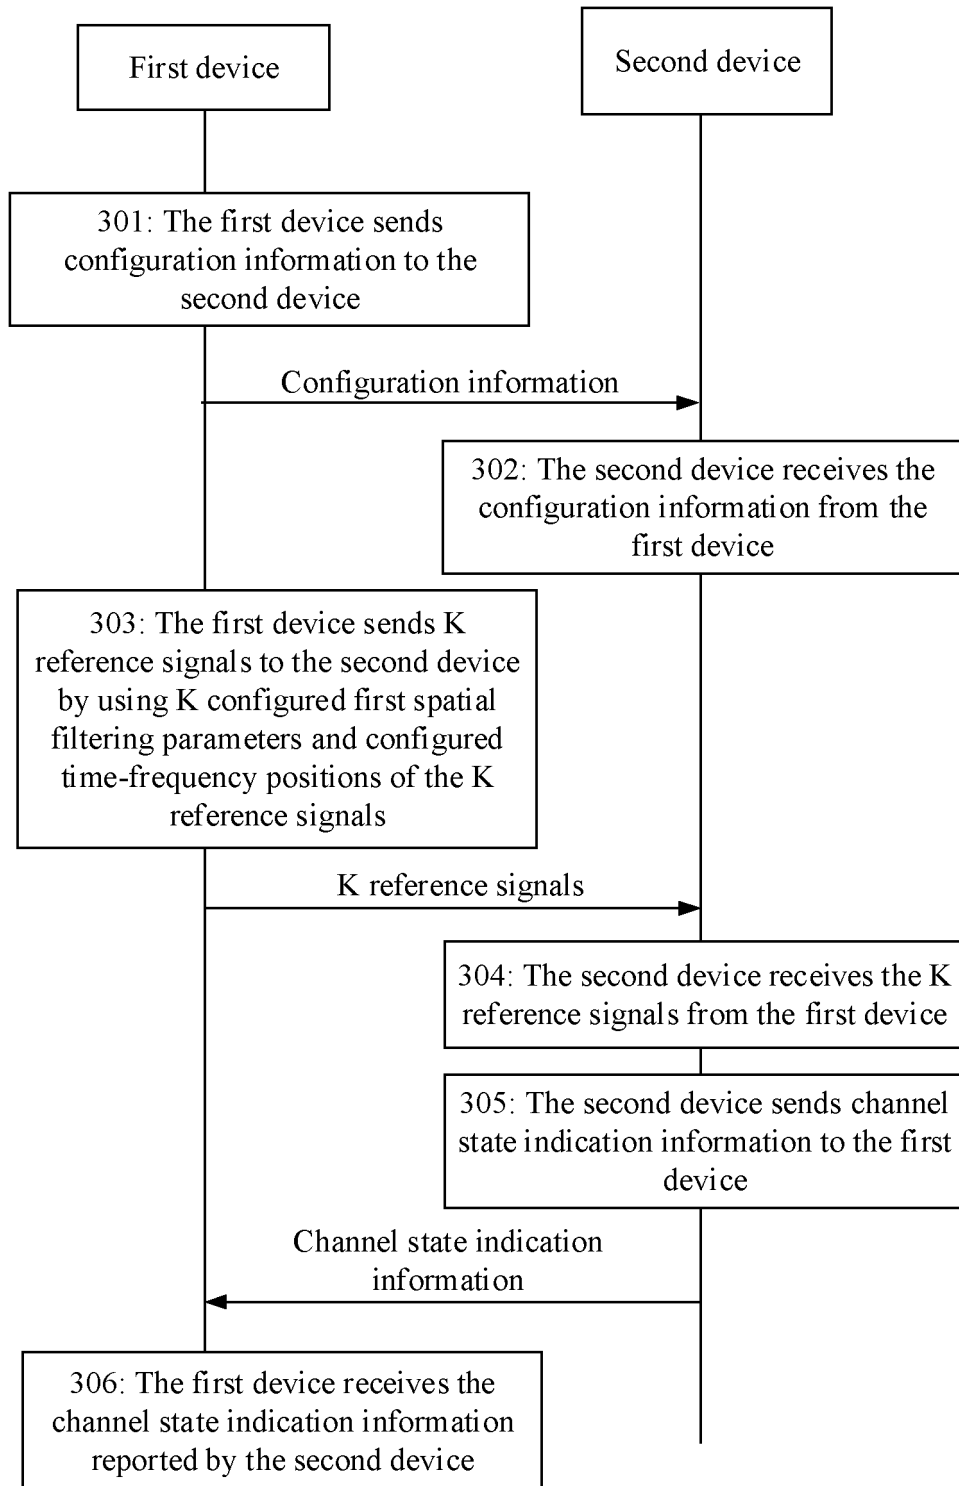 First device
Second device
301: The first device sends
configuration information to the
second device
Configuration information
302: The second device receives the
configuration information from the
first device
303: The first device sends K
reference signals to the second device
by using K configured first spatial
filtering parameters and configured
time-frequency positions of the K
reference signals
K reference signals
304: The second device receives the K
reference signals from the first device
305: The second device sends channel
state indication information to the first
device
Channel state indication
information
306: The first device receives the
channel state indication information
reported by the second device